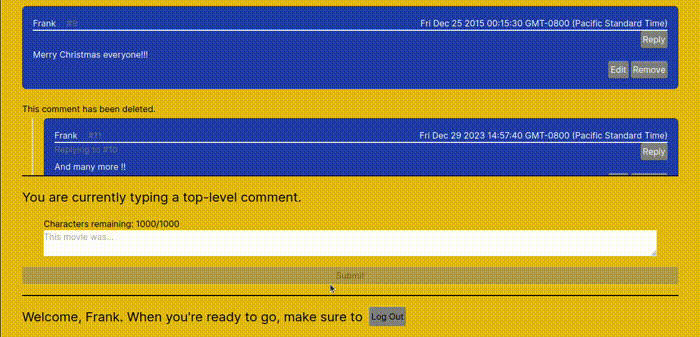 Frank #9 Fri Dec 25 2015 00:15:30 GMT-0800 (Pacific Standard Time)
Reply
Merry Christmas everyone!!!
Edit Remove
This comment has been deleted.
Frank #11 Fri Dec 29 2023 14:57:40 GMT-0800 (Pacific Standard Time)
Replying to #10
Reply
And many more !!
You are currently typing a top-level comment.
Characters remaining: 1000/1000
This movie was...
Submit
Welcome, Frank. When you're ready to go, make sure to Log Out